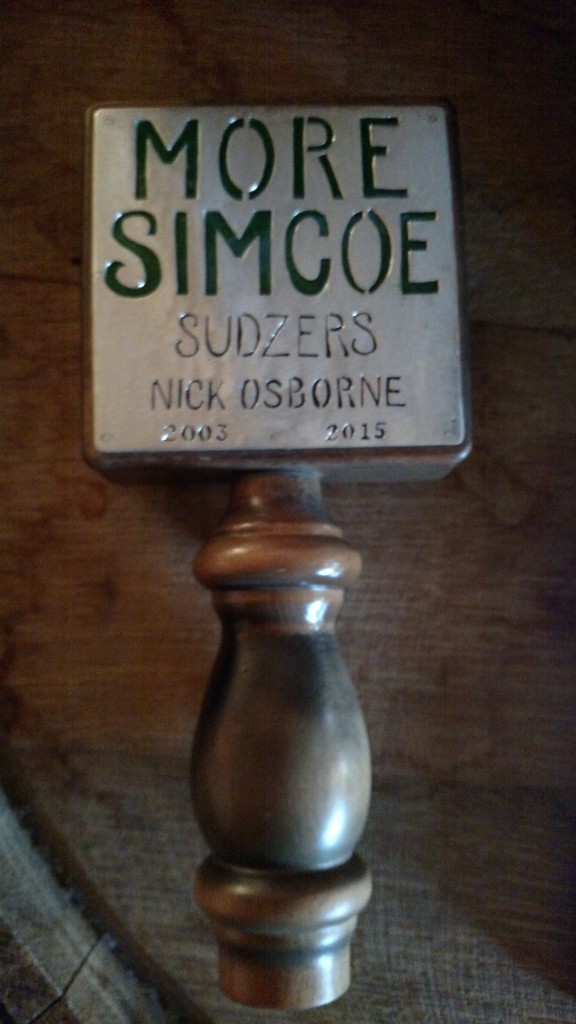 MORE
SIMCOE
SUDZERS
NICK OSBORNE
2003 2015